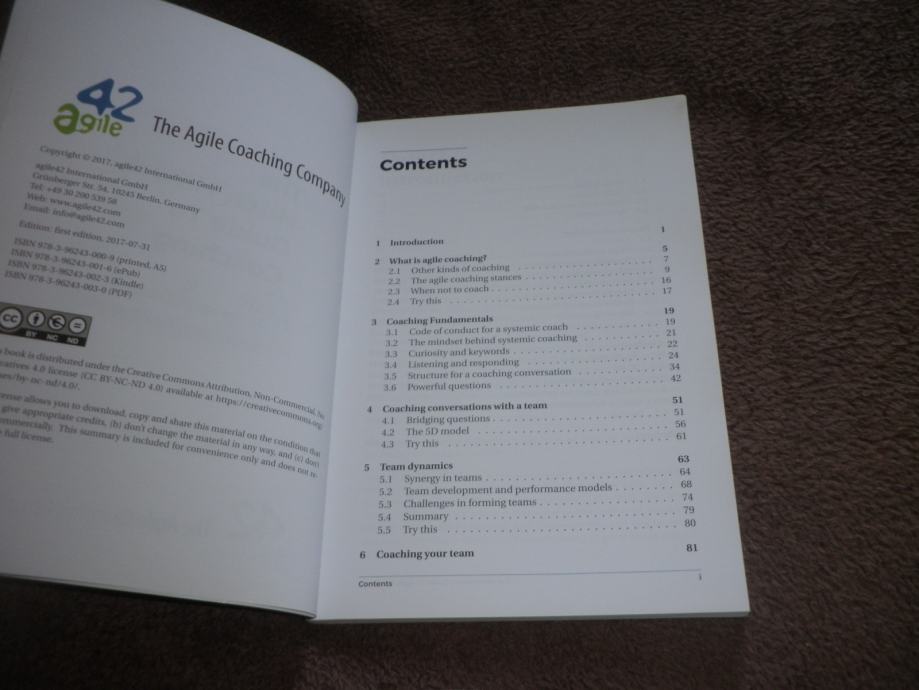 agile42
The Agile Coaching Company
Copyright © 2017, agile42 International GmbH
agile42 International GmbH
Grünberger Str. 54, 10245 Berlin, Germany
Tel: +49 30 200 539 58
Web: www.agile42.com
Email: info@agile42.com
Edition: first edition, 2017-07-31
ISBN 978-3-96243-000-9 (printed, A5)
ISBN 978-3-96243-001-6 (ePub)
ISBN 978-3-96243-002-3 (Kindle)
ISBN 978-3-96243-003-0 (PDF)
CC BY NC ND
book is distributed under the Creative Commons Attribution, Non-Commercial, No
4.0 license (CC BY-NC-ND 4.0) available at https://creativecommons.org/
/by-nc-nd/4.0/.
allows you to download, copy and share this material on the condition that
give appropriate credits, (b) don't change the material in any way, and (c) don't
This summary is included for convenience only and does not re-
full license.
Contents
1 Introduction 1
2 What is agile coaching? 5
2.1 Other kinds of coaching 7
2.2 The agile coaching stances 9
2.3 When not to coach 16
2.4 Try this 17
3 Coaching Fundamentals 19
3.1 Code of conduct for a systemic coach 19
3.2 The mindset behind systemic coaching 21
3.3 Curiosity and keywords 22
3.4 Listening and responding 24
3.5 Structure for a coaching conversation 34
3.6 Powerful questions 42
4 Coaching conversations with a team 51
4.1 Bridging questions 51
4.2 The 5D model 56
4.3 Try this 61
5 Team dynamics 63
5.1 Synergy in teams 64
5.2 Team development and performance models 68
5.3 Challenges in forming teams 74
5.4 Summary 79
5.5 Try this 80
6 Coaching your team 81
Contents i